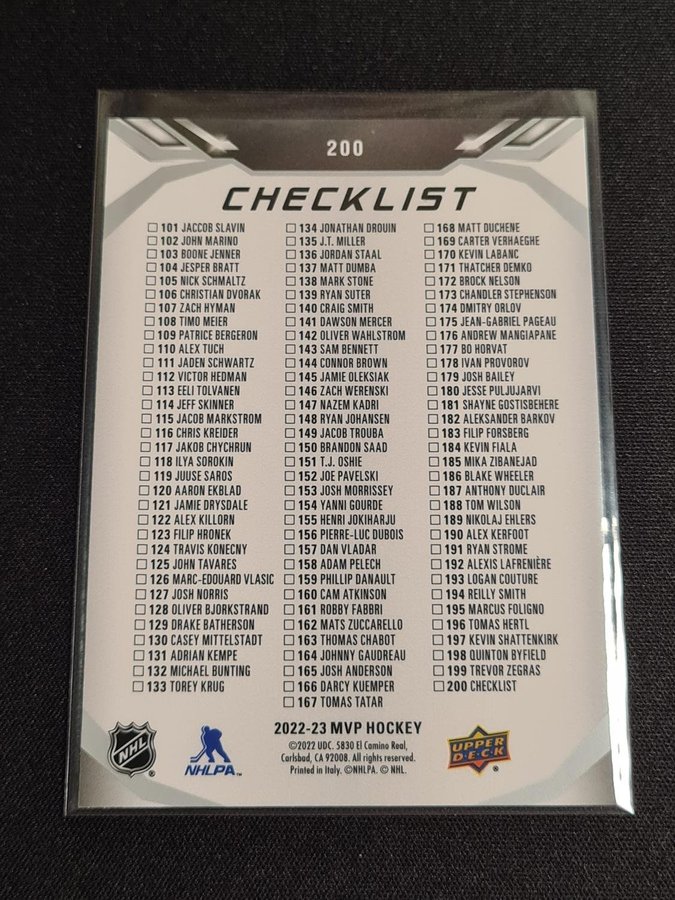 200
CHECKLIST
101 JACCOB SLAVIN
102 JOHN MARINO
103 BOONE JENNER
104 JESPER BRATT
105 NICK SCHMALTZ
106 CHRISTIAN DVORAK
107 ZACH HYMAN
108 TIMO MEIER
109 PATRICE BERGERON
110 ALEX TUCH
111 JADEN SCHWARTZ
112 VICTOR HEDMAN
113 EELI TOLVANEN
114 JEFF SKINNER
115 JACOB MARKSTROM
116 CHRIS KREIDER
117 JAKOB CHYCHRUN
118 ILYA SOROKIN
119 JUUSE SAROS
120 AARON EKBLAD
121 JAMIE DRYSDALE
122 ALEX KILLORN
123 FILIP HRONEK
124 TRAVIS KONECNY
125 JOHN TAVARES
126 MARC-EDOUARD VLASIC
127 JOSH NORRIS
128 OLIVER BJORKSTRAND
129 DRAKE BATHERSON
130 CASEY MITTELSTADT
131 ADRIAN KEMPE
132 MICHAEL BUNTING
133 TOREY KRUG
134 JONATHAN DROUIN
135 J.T. MILLER
136 JORDAN STAAL
137 MATT DUMBA
138 MARK STONE
139 RYAN SUTER
140 CRAIG SMITH
141 DAWSON MERCER
142 OLIVER WAHLSTROM
143 SAM BENNETT
144 CONNOR BROWN
145 JAMIE OLEKSIAK
146 ZACH WERENSKI
147 NAZEM KADRI
148 RYAN JOHANSEN
149 JACOB TROUBA
150 BRANDON SAAD
151 T.J. OSHIE
152 JOE PAVELSKI
153 JOSH MORRISSEY
154 YANNI GOURDE
155 HENRI JOKIHARJU
156 PIERRE-LUC DUBOIS
157 DAN VLADAR
158 ADAM PELECH
159 PHILLIP DANAULT
160 CAM ATKINSON
161 ROBBY FABBRI
162 MATS ZUCCARELLO
163 THOMAS CHABOT
164 JOHNNY GAUDREAU
165 JOSH ANDERSON
166 DARCY KUEMPER
167 TOMAS TATAR
168 MATT DUCHENE
169 CARTER VERHAEGHE
170 KEVIN LABANC
171 THATCHER DEMKO
172 BROCK NELSON
173 CHANDLER STEPHENSON
174 DMITRY ORLOV
175 JEAN-GABRIEL PAGEAU
176 ANDREW MANGIAPANE
177 BO HORVAT
178 IVAN PROVOROV
179 JOSH BAILEY
180 JESSE PULJUJARVI
181 SHAYNE GOSTISBEHERE
182 ALEKSANDER BARKOV
183 FILIP FORSBERG
184 KEVIN FIALA
185 MIKA ZIBANEJAD
186 BLAKE WHEELER
187 ANTHONY DUCLAIR
188 TOM WILSON
189 NIKOLAJ EHLERS
190 ALEX KERFOOT
191 RYAN STROME
192 ALEXIS LAFRENIÈRE
193 LOGAN COUTURE
194 REILLY SMITH
195 MARCUS FOLIGNO
196 TOMAS HERTL
197 KEVIN SHATTENKIRK
198 QUINTON BYFIELD
199 TREVOR ZEGRAS
200 CHECKLIST
2022-23 MVP HOCKEY
©2022 UDC. 5830 El Camino Real,
Carlsbad, CA 92008. All rights reserved.
Printed in Italy. ©NHLPA. © NHL.
NHL ®
NHLPA™
UPPER
DECK ®